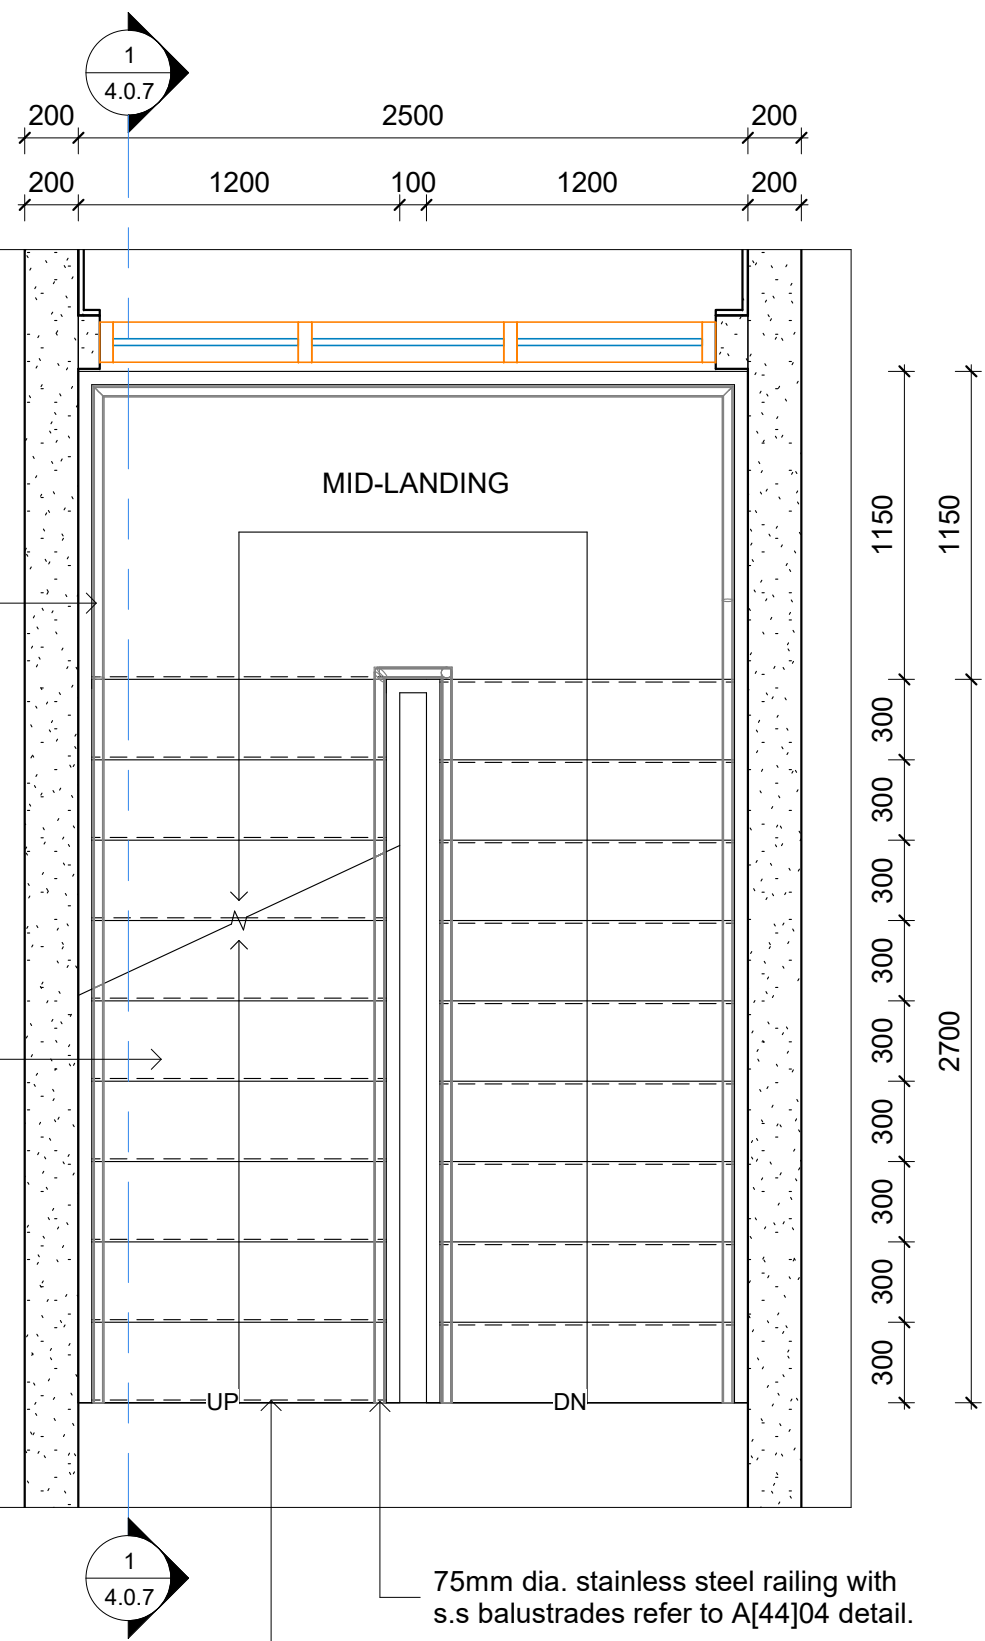 1
4.0.7
200 2500 200
200 1200 100 1200 200
MID-LANDING
1150
1150
300
300
300
300
300
2700
300
300
300
300
UP
DN
1
4.0.7
75mm dia. stainless steel railing with
s.s balustrades refer to A[44]04 detail.